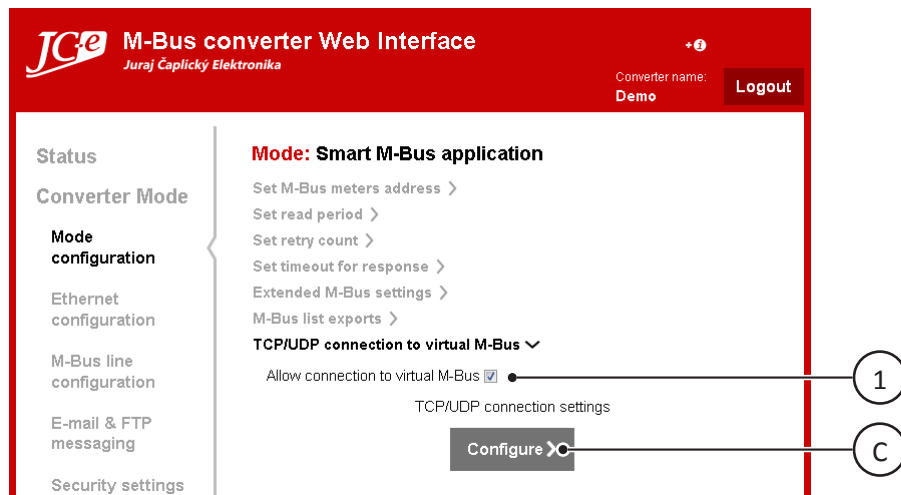 JC-e
M-Bus converter Web Interface
Juraj Čaplický Elektronika
+i
Converter name:
Demo
Logout
Status
Converter Mode
Mode
configuration
Ethernet
configuration
M-Bus line
configuration
E-mail & FTP
messaging
Security settings
Mode: Smart M-Bus application
Set M-Bus meters address >
Set read period >
Set retry count >
Set timeout for response >
Extended M-Bus settings >
M-Bus list exports >
TCP/UDP connection to virtual M-Bus
Allow connection to virtual M-Bus
1
TCP/UDP connection settings
Configure
C